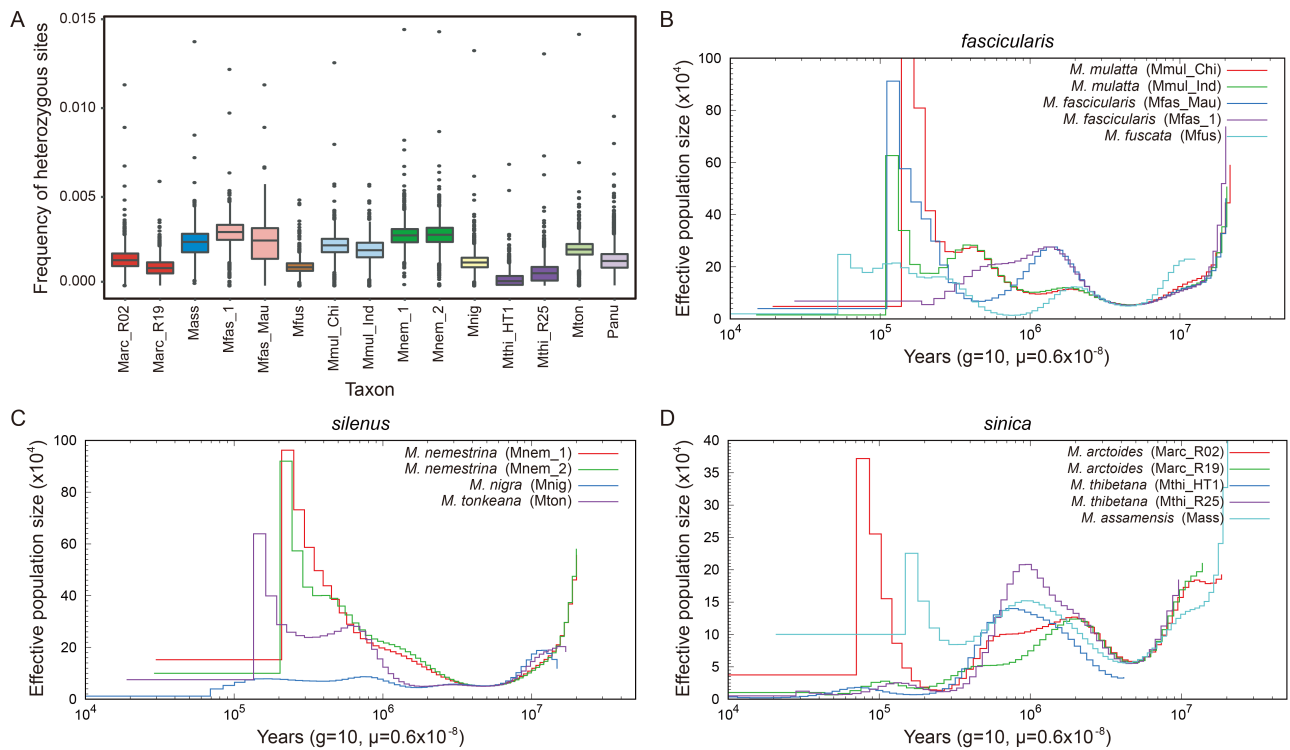 A
0.015
0.010
0.005
0.000
Frequency of heterozygous sites
Marc_R02
Marc_R19
Mass
Mfas_1
Mfas_Mau
Mfus
Mmul_Chi
Mmul_Ind
Mnem_1
Mnem_2
Mnig
Mthi_HT1
Mthi_R25
Mton
Panu
Taxon
B
fascicularis
Effective population size (x10⁴)
100
80
60
40
20
0
M. mulatta (Mmul_Chi)
M. mulatta (Mmul_Ind)
M. fascicularis (Mfas_Mau)
M. fascicularis (Mfas_1)
M. fuscata (Mfus)
10⁴
10⁵
10⁶
10⁷
Years (g=10, μ=0.6x10⁻⁸)
C
silenus
Effective population size (x10⁴)
100
80
60
40
20
0
M. nemestrina (Mnem_1)
M. nemestrina (Mnem_2)
M. nigra (Mnig)
M. tonkeana (Mton)
10⁴
10⁵
10⁶
10⁷
Years (g=10, μ=0.6x10⁻⁸)
D
sinica
Effective population size (x10⁴)
40
35
30
25
20
15
10
5
0
M. arctoides (Marc_R02)
M. arctoides (Marc_R19)
M. thibetana (Mthi_HT1)
M. thibetana (Mthi_R25)
M. assamensis (Mass)
10⁴
10⁵
10⁶
10⁷
Years (g=10, μ=0.6x10⁻⁸)